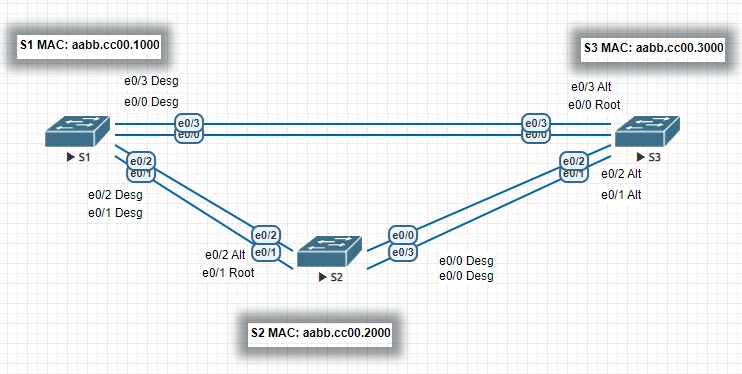 S1 MAC: aabb.cc00.1000
S3 MAC: aabb.cc00.3000
e0/3 Desg
e0/3 Alt
e0/0 Desg
e0/0 Root
e0/3
e0/3
e0/0
e0/0
S1
S3
e0/2
e0/2
e0/1
e0/1
e0/2 Alt
e0/2 Desg
e0/1 Alt
e0/1 Desg
e0/2
e0/0
e0/2 Alt
e0/1
e0/3
e0/0 Desg
e0/1 Root
S2
e0/0 Desg
S2 MAC: aabb.cc00.2000